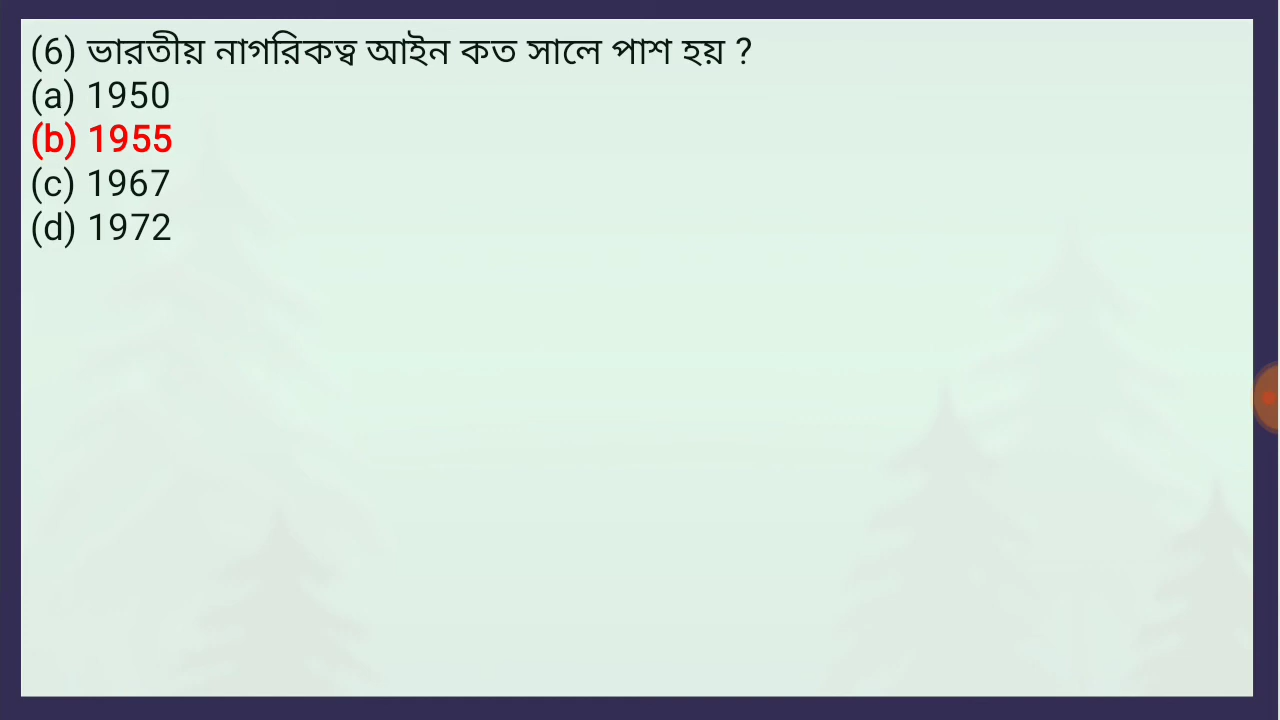 (6) ভারতীয় নাগরিকত্ব আইন কত সালে পাশ হয় ?
(a) 1950
(b) 1955
(c) 1967
(d) 1972